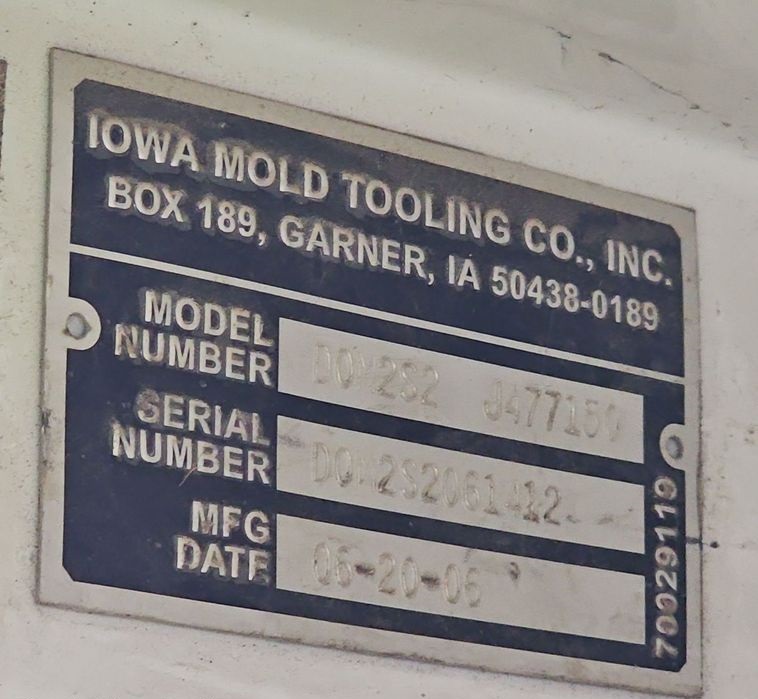 IOWA MOLD TOOLING CO., INC.
BOX 189, GARNER, IA 50438-0189
MODEL
NUMBER
SERIAL
NUMBER
MFG
DATE
06-20-06
70029119